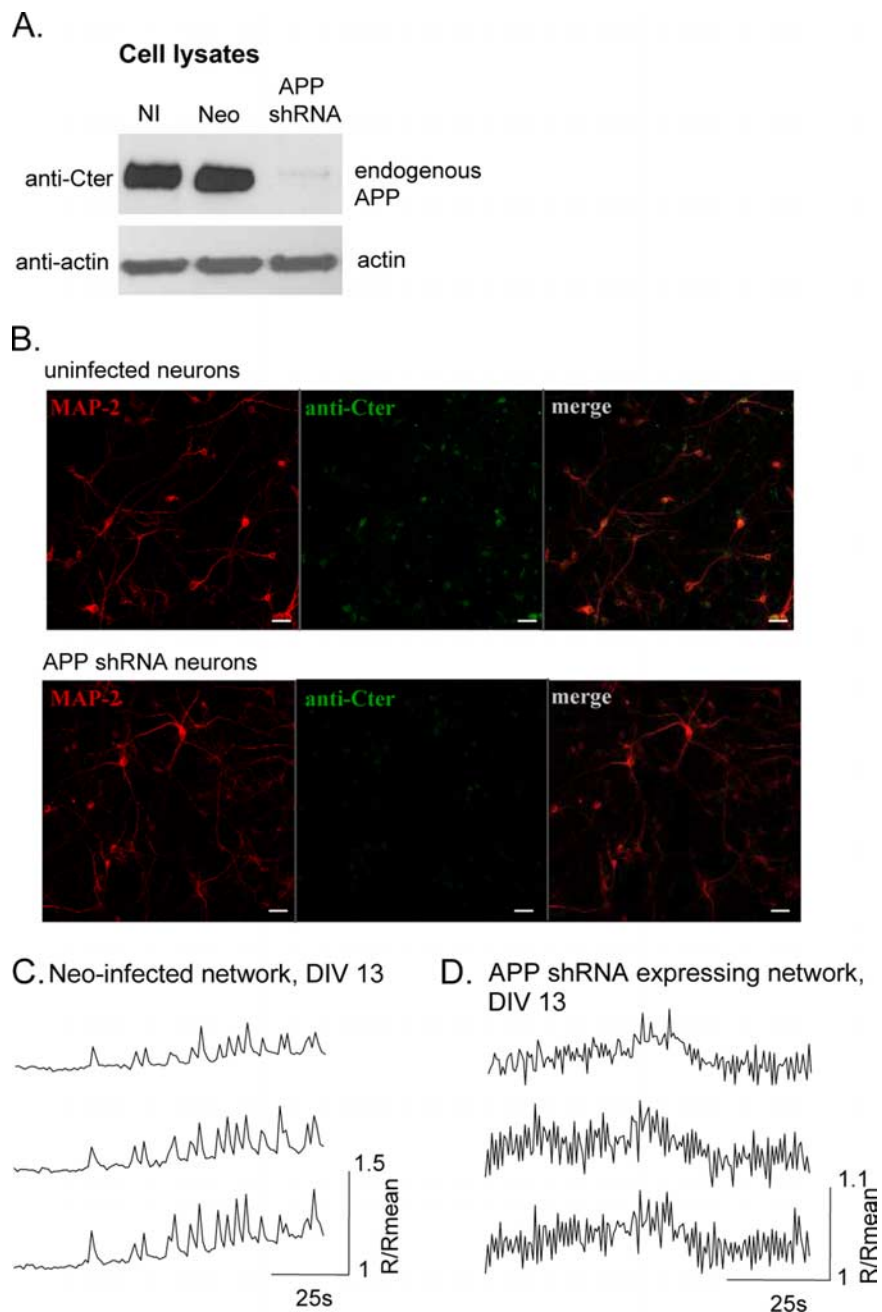 A.
Cell lysates
NI
Neo
APP
shRNA
anti-Cter
endogenous
APP
anti-actin
actin
B.
uninfected neurons
MAP-2
anti-Cter
merge
APP shRNA neurons
MAP-2
anti-Cter
merge
C. Neo-infected network, DIV 13
D. APP shRNA expressing network,
DIV 13
1.5
1
R/Rmean
25s
1.1
1
R/Rmean
25s